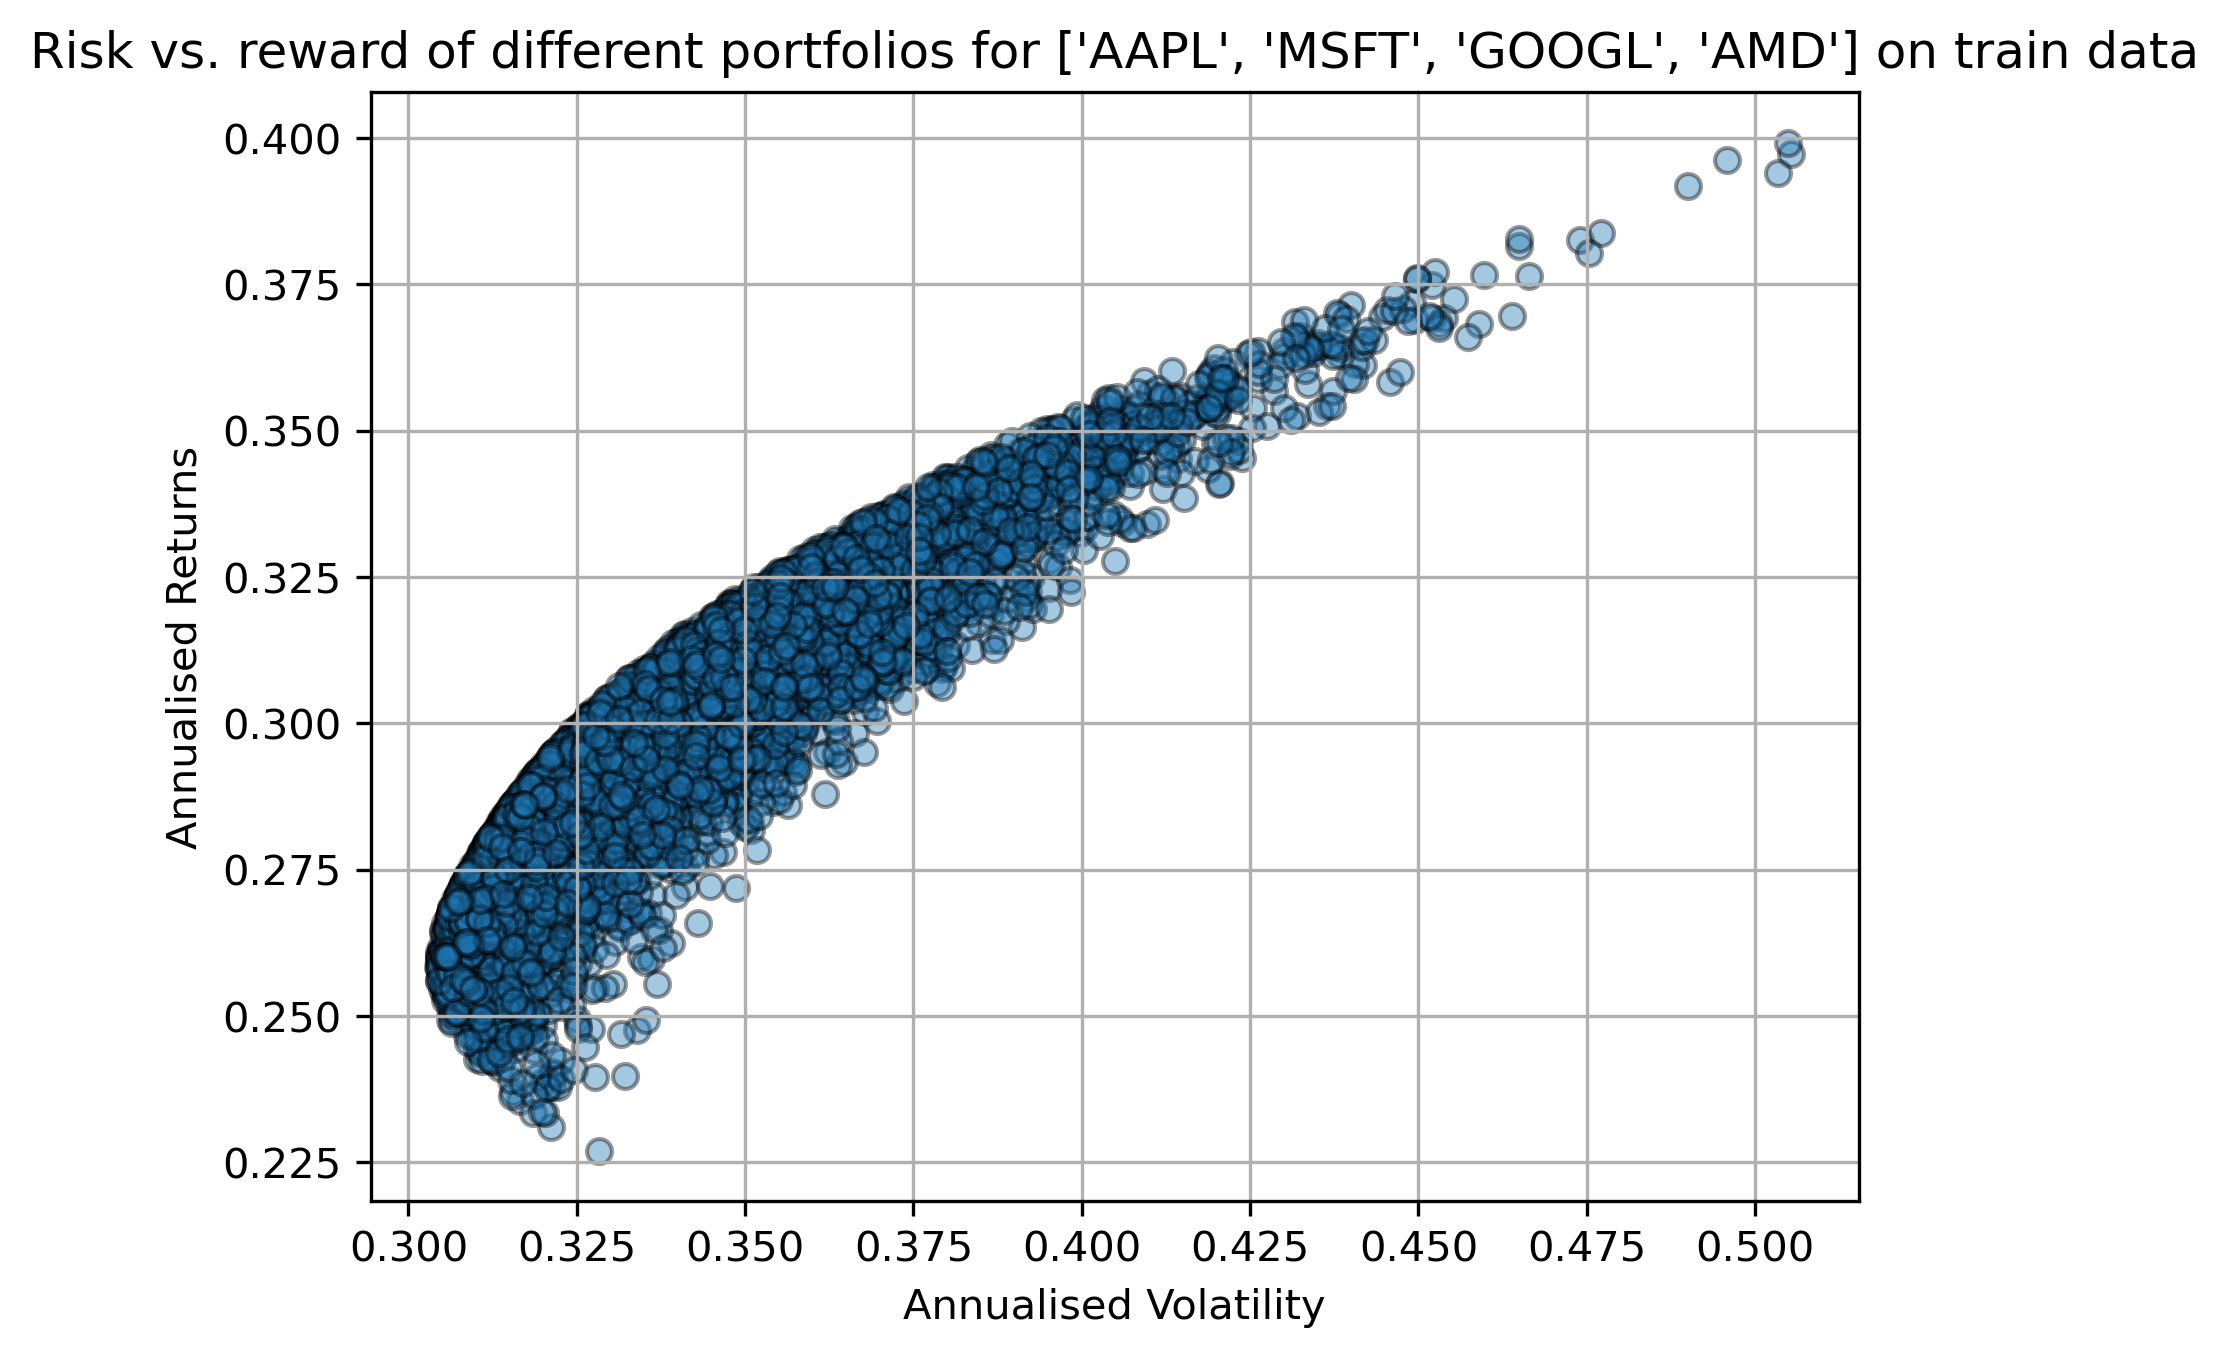 Risk vs. reward of different portfolios for ['AAPL', 'MSFT', 'GOOGL', 'AMD'] on train data
Annualised Returns
0.400
0.375
0.350
0.325
0.300
0.275
0.250
0.225
0.300 0.325 0.350 0.375 0.400 0.425 0.450 0.475 0.500
Annualised Volatility